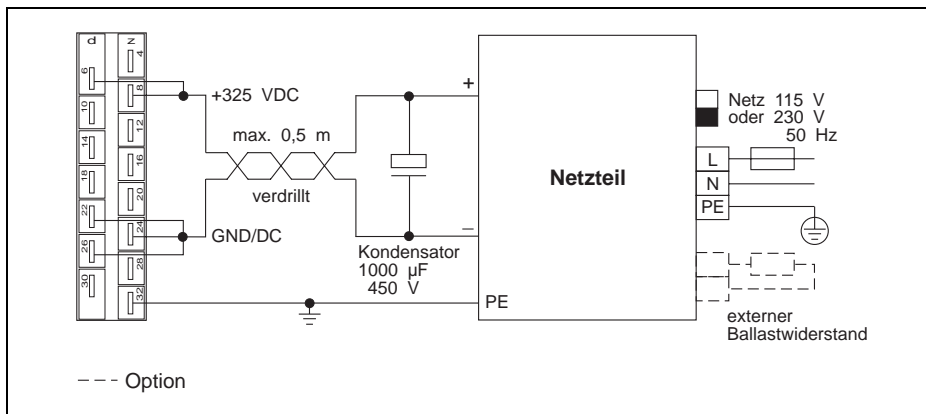 d
z
4
6
8
10
12
14
16
18
20
22
24
26
28
30
32
+325 VDC
max. 0,5 m
verdrillt
GND/DC
Kondensator
1000 µF
450 V
+
–
Netzteil
PE
Netz 115 V
oder 230 V
50 Hz
L
N
PE
externer
Ballastwiderstand
---- Option